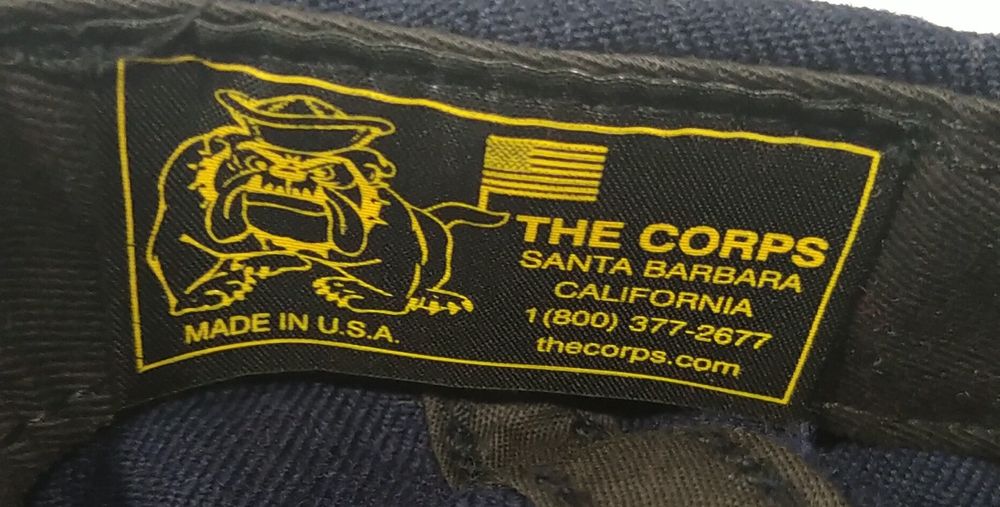 MADE IN U.S.A.
THE CORPS
SANTA BARBARA
CALIFORNIA
1(800) 377-2677
thecorps.com